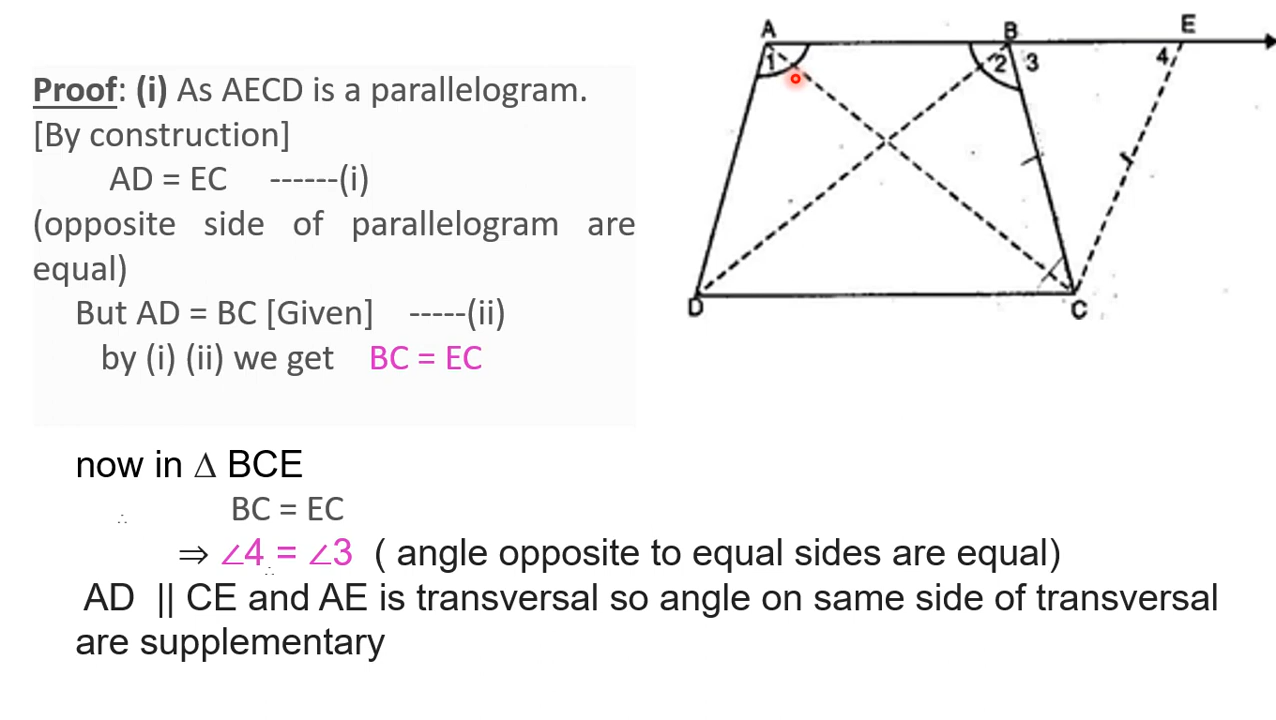 Proof: (i) As AECD is a parallelogram.
[By construction]
AD = EC ------(i)
(opposite side of parallelogram are
equal)
But AD = BC [Given] -----(ii)
by (i) (ii) we get BC = EC
now in Δ BCE
∴ BC = EC
⇒ ∠4 = ∠3 ( angle opposite to equal sides are equal)
AD || CE and AE is transversal so angle on same side of transversal
are supplementary
A
B
E
1
2
3
4
D
C